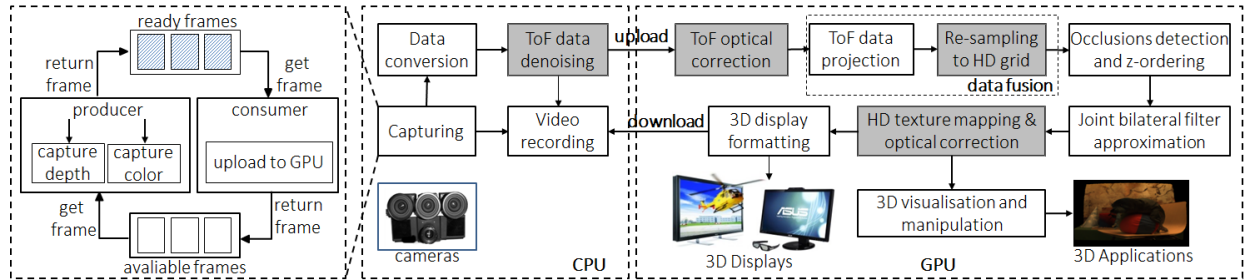 ready frames
return
frame
get
frame
producer
capture
depth
capture
color
consumer
upload to GPU
get
frame
return
frame
avaliable frames
Data
conversion
ToF data
denoising
Capturing
Video
recording
cameras
CPU
upload
download
ToF optical
correction
ToF data
projection
Re-sampling
to HD grid
data fusion
Occlusions detection
and z-ordering
3D display
formatting
HD texture mapping &
optical correction
Joint bilateral filter
approximation
ASUS
3D visualisation and
manipulation
3D Displays
GPU
3D Applications